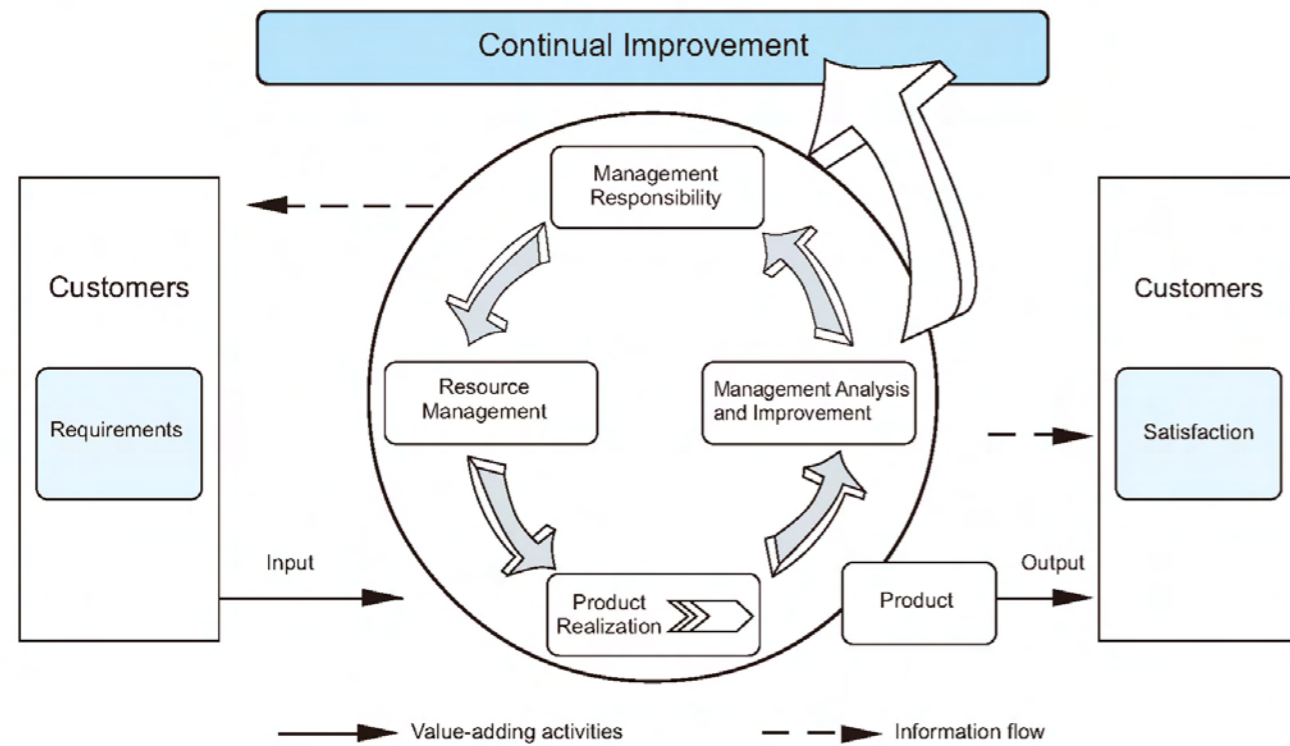 Continual Improvement
Management
Responsibility
Customers
Requirements
Resource
Management
Management Analysis
and Improvement
Customers
Satisfaction
Input
Product
Realization
Product
Output
Value-adding activities
Information flow